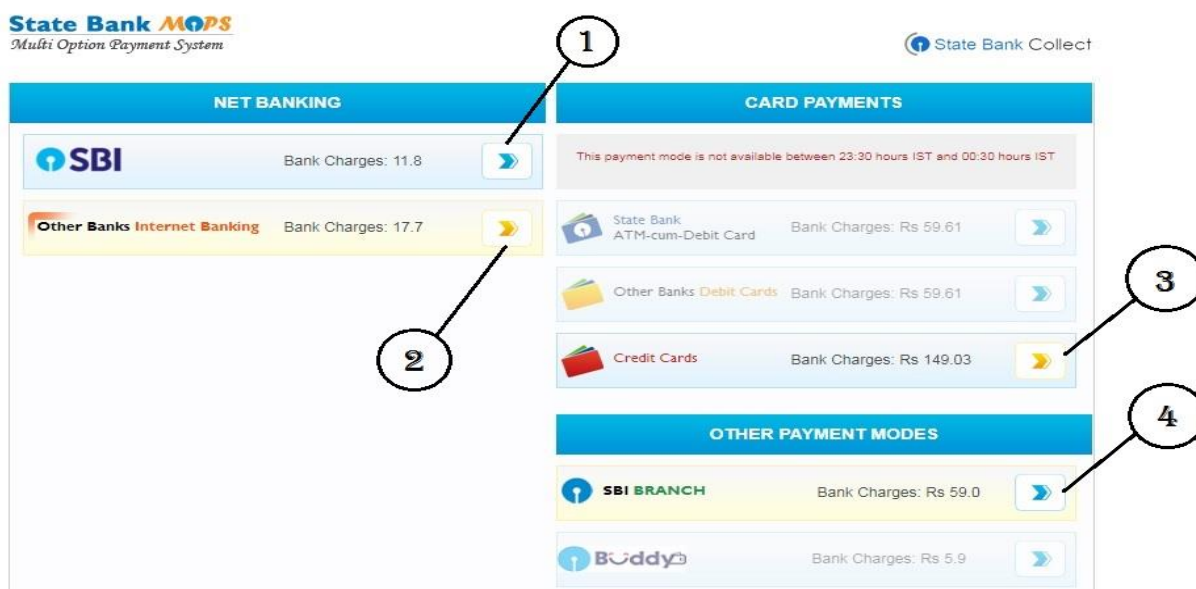 State Bank MOPS
Multi Option Payment System
1
State Bank Collect
NET BANKING
SBI Bank Charges: 11.8
Other Banks Internet Banking Bank Charges: 17.7
2
CARD PAYMENTS
This payment mode is not available between 23:30 hours IST and 00:30 hours IST
State Bank
ATM-cum-Debit Card Bank Charges: Rs 59.61
Other Banks Debit Cards Bank Charges: Rs 59.61
3
Credit Cards Bank Charges: Rs 149.03
4
OTHER PAYMENT MODES
SBI BRANCH Bank Charges: Rs 59.0
Buddy Bank Charges: Rs 5.9